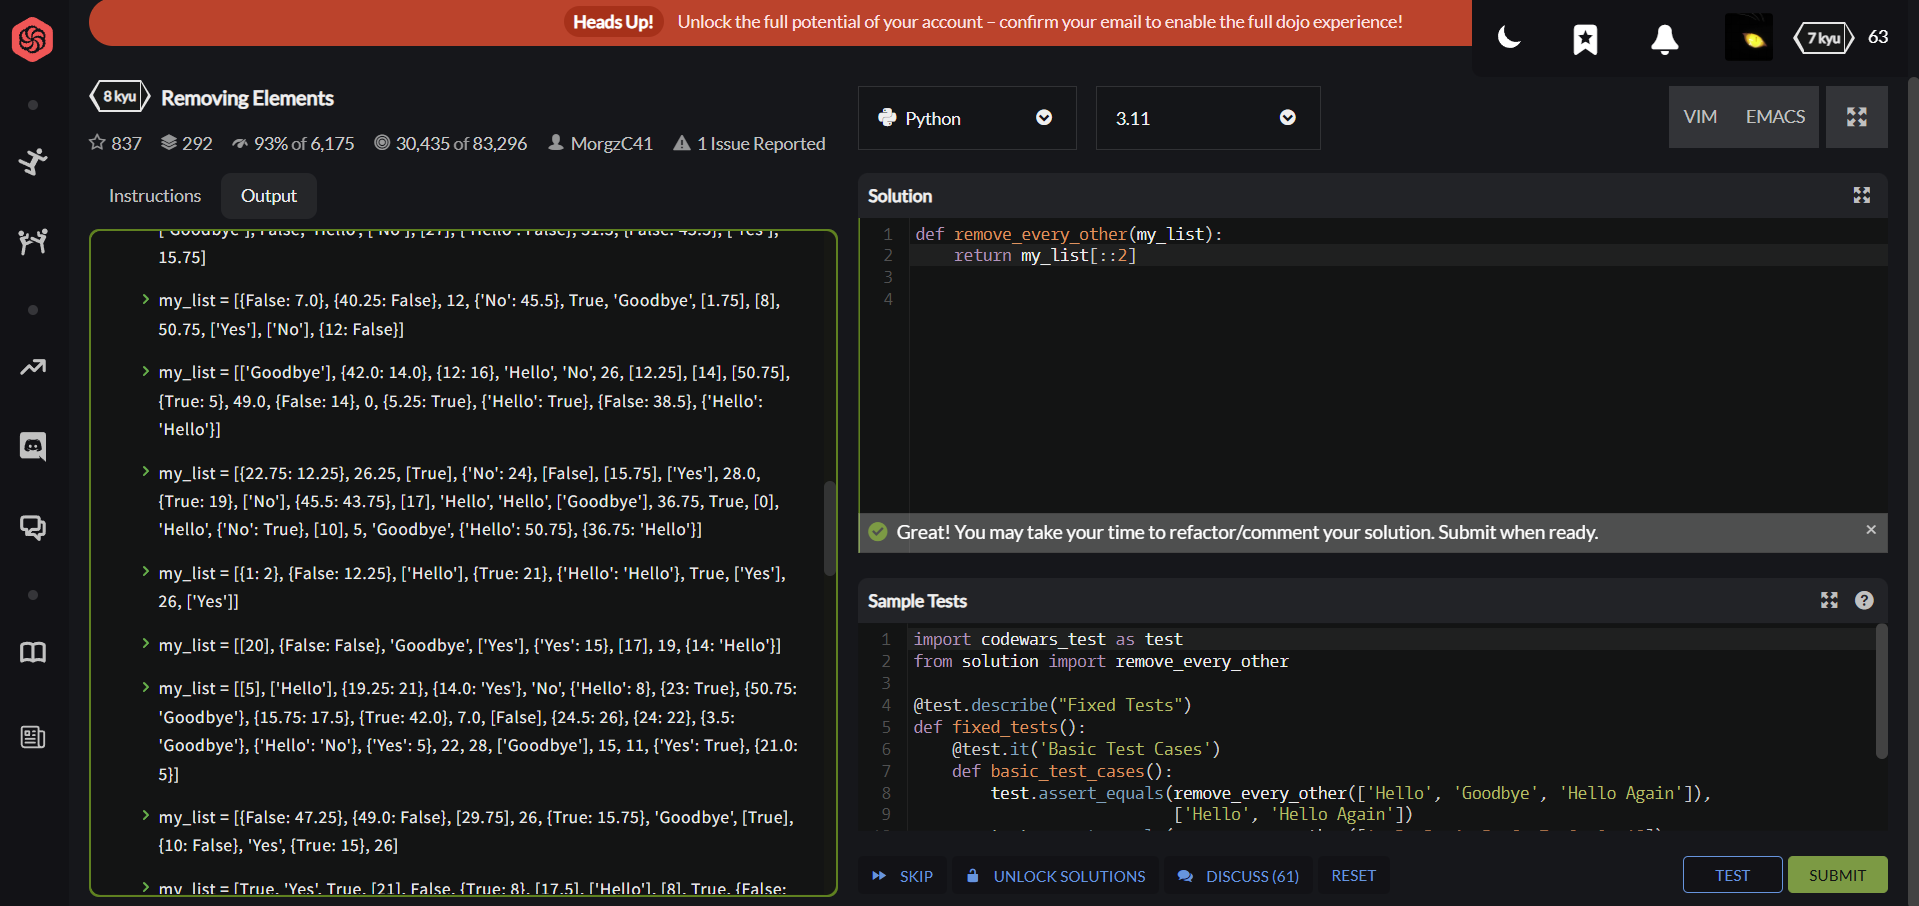 Heads Up! Unlock the full potential of your account – confirm your email to enable the full dojo experience!
7 kyu 63
8 kyu Removing Elements
837 292 93% of 6,175 30,435 of 83,296 MorgzC41 1 Issue Reported
Python
3.11
VIM EMACS
Instructions Output
15.75]
my_list = [{False: 7.0}, {40.25: False}, 12, {'No': 45.5}, True, 'Goodbye', [1.75], [8],
50.75, ['Yes'], ['No'], {12: False}]
my_list = [['Goodbye'], {42.0: 14.0}, {12: 16}, 'Hello', 'No', 26, [12.25], [14], [50.75],
{True: 5}, 49.0, {False: 14}, 0, {5.25: True}, {'Hello': True}, {False: 38.5}, {'Hello':
'Hello'}]
my_list = [{22.75: 12.25}, 26.25, [True], {'No': 24}, [False], [15.75], ['Yes'], 28.0,
{True: 19}, ['No'], {45.5: 43.75}, [17], 'Hello', 'Hello', ['Goodbye'], 36.75, True, [0],
'Hello', {'No': True}, [10], 5, 'Goodbye', {'Hello': 50.75}, {36.75: 'Hello'}]
my_list = [{1: 2}, {False: 12.25}, ['Hello'], {True: 21}, {'Hello': 'Hello'}, True, ['Yes'],
26, ['Yes']]
my_list = [[20], {False: False}, 'Goodbye', ['Yes'], {'Yes': 15}, [17], 19, {14: 'Hello'}]
my_list = [[5], ['Hello'], {19.25: 21}, {14.0: 'Yes'}, 'No', {'Hello': 8}, {23: True}, {50.75:
'Goodbye'}, {15.75: 17.5}, {True: 42.0}, 7.0, [False], {24.5: 26}, {24: 22}, {3.5:
'Goodbye'}, {'Hello': 'No'}, {'Yes': 5}, 22, 28, ['Goodbye'], 15, 11, {'Yes': True}, {21.0:
5}]
my_list = [{False: 47.25}, {49.0: False}, [29.75], 26, {True: 15.75}, 'Goodbye', [True],
{10: False}, 'Yes', {True: 15}, 26]
my_list = [True, 'Yes', True, [21], False, {True: 8}, [17.5], ['Hello'], [8], True, {False:
Solution
1 def remove_every_other(my_list):
2 return my_list[::2]
3
4
Great! You may take your time to refactor/comment your solution. Submit when ready. ×
Sample Tests ?
1 import codewars_test as test
2 from solution import remove_every_other
3
4 @test.describe("Fixed Tests")
5 def fixed_tests():
6 @test.it('Basic Test Cases')
7 def basic_test_cases():
8 test.assert_equals(remove_every_other(['Hello', 'Goodbye', 'Hello Again']),
9 ['Hello', 'Hello Again'])
SKIP UNLOCK SOLUTIONS DISCUSS (61) RESET TEST SUBMIT